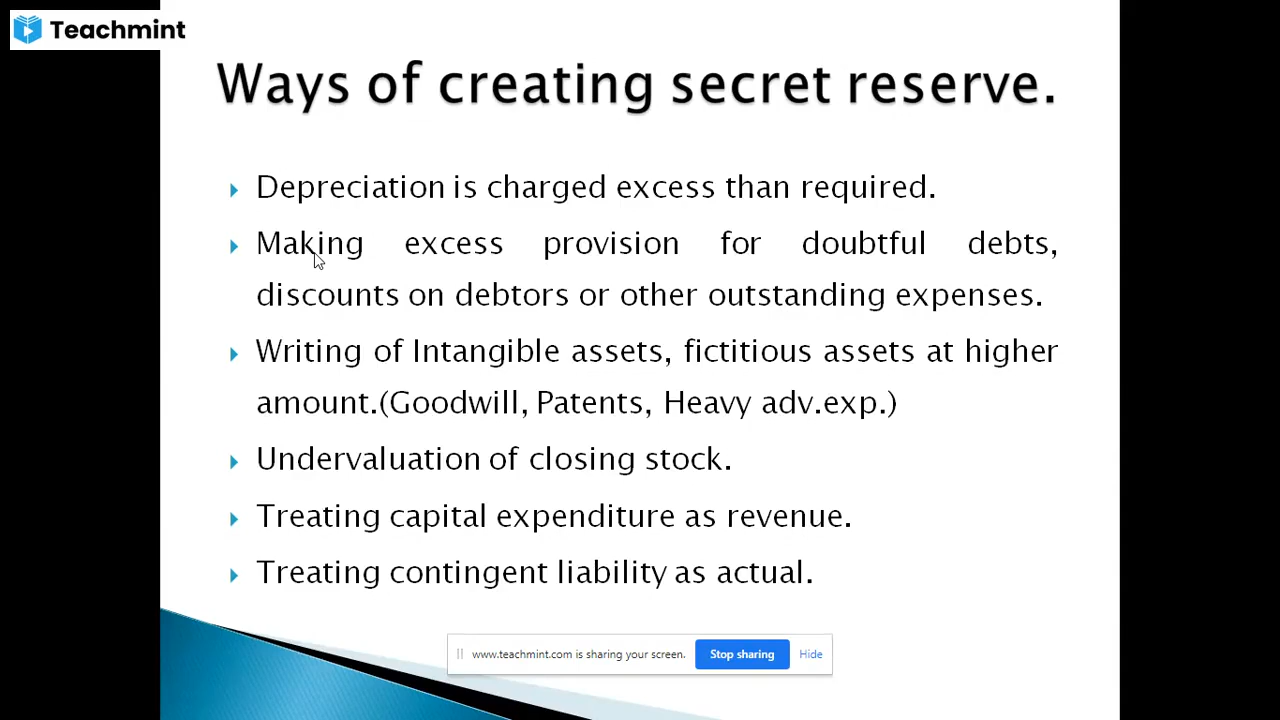 Teachmint
Ways of creating secret reserve.
Depreciation is charged excess than required.
Making excess provision for doubtful debts,
discounts on debtors or other outstanding expenses.
Writing of Intangible assets, fictitious assets at higher
amount.(Goodwill, Patents, Heavy adv.exp.)
Undervaluation of closing stock.
Treating capital expenditure as revenue.
Treating contingent liability as actual.
www.teachmint.com is sharing your screen. Stop sharing Hide